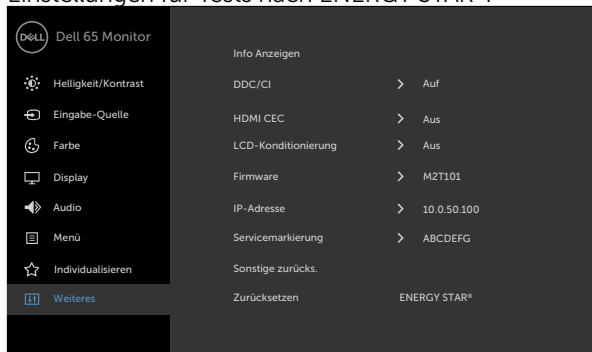 Einstellungen für Tests nach ENERGY STAR
DELL Dell 65 Monitor
Info Anzeigen
Helligkeit/Kontrast DDC/CI > Auf
Eingabe-Quelle HDMI CEC > Aus
Farbe LCD-Konditionierung > Aus
Display Firmware > M2T101
Audio IP-Adresse > 10.0.50.100
Menü Servicemarkierung > ABCDEFG
Individualisieren Sonstige zurücks.
Weiteres Zurücksetzen ENERGY STAR®